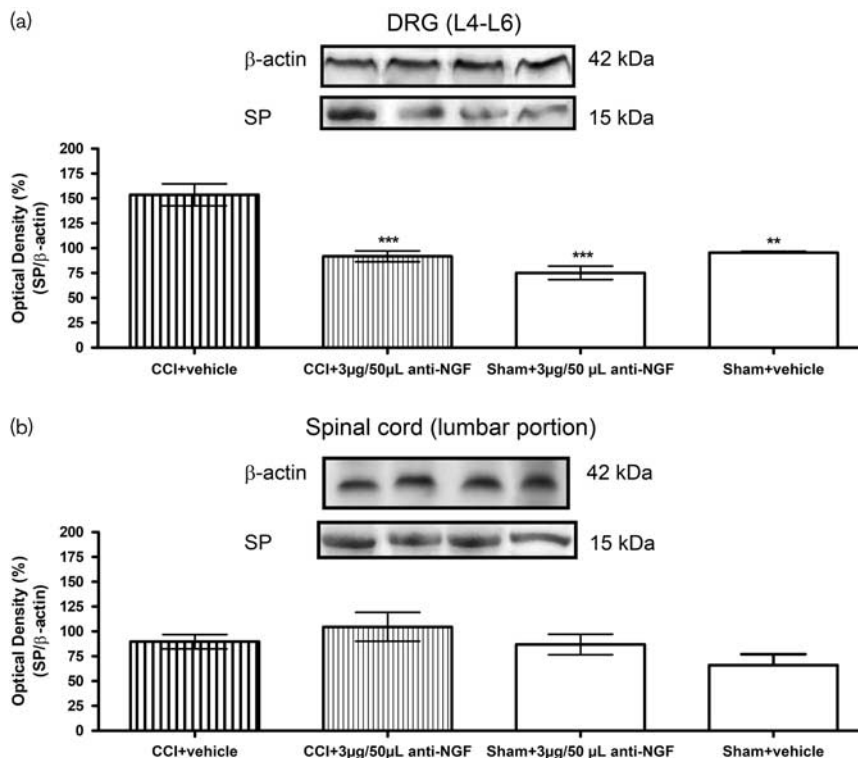 (a)
DRG (L4-L6)
β-actin 42 kDa
SP 15 kDa
Optical Density (%)
(SP/β-actin)
200
175
150
125
100
75
50
25
0
***
***
**
CCI+vehicle CCI+3µg/50µL anti-NGF Sham+3µg/50 µL anti-NGF Sham+vehicle
(b)
Spinal cord (lumbar portion)
β-actin 42 kDa
SP 15 kDa
Optical Density (%)
(SP/β-actin)
200
175
150
125
100
75
50
25
0
CCI+vehicle CCI+3µg/50µL anti-NGF Sham+3µg/50 µL anti-NGF Sham+vehicle